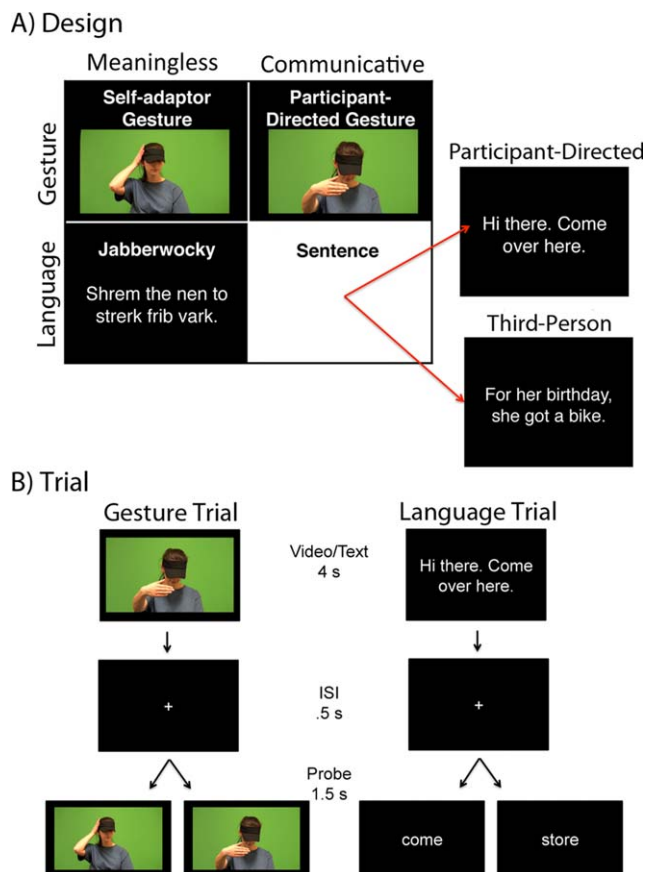 A) Design
Meaningless
Communicative
Gesture
Self-adaptor
Gesture
Participant-
Directed Gesture
Language
Jabberwocky
Shrem the nen to
strerk frib vark.
Sentence
Participant-Directed
Hi there. Come
over here.
Third-Person
For her birthday,
she got a bike.
B) Trial
Gesture Trial
Language Trial
Video/Text
4 s
Hi there. Come
over here.
+
ISI
.5 s
+
Probe
1.5 s
come
store